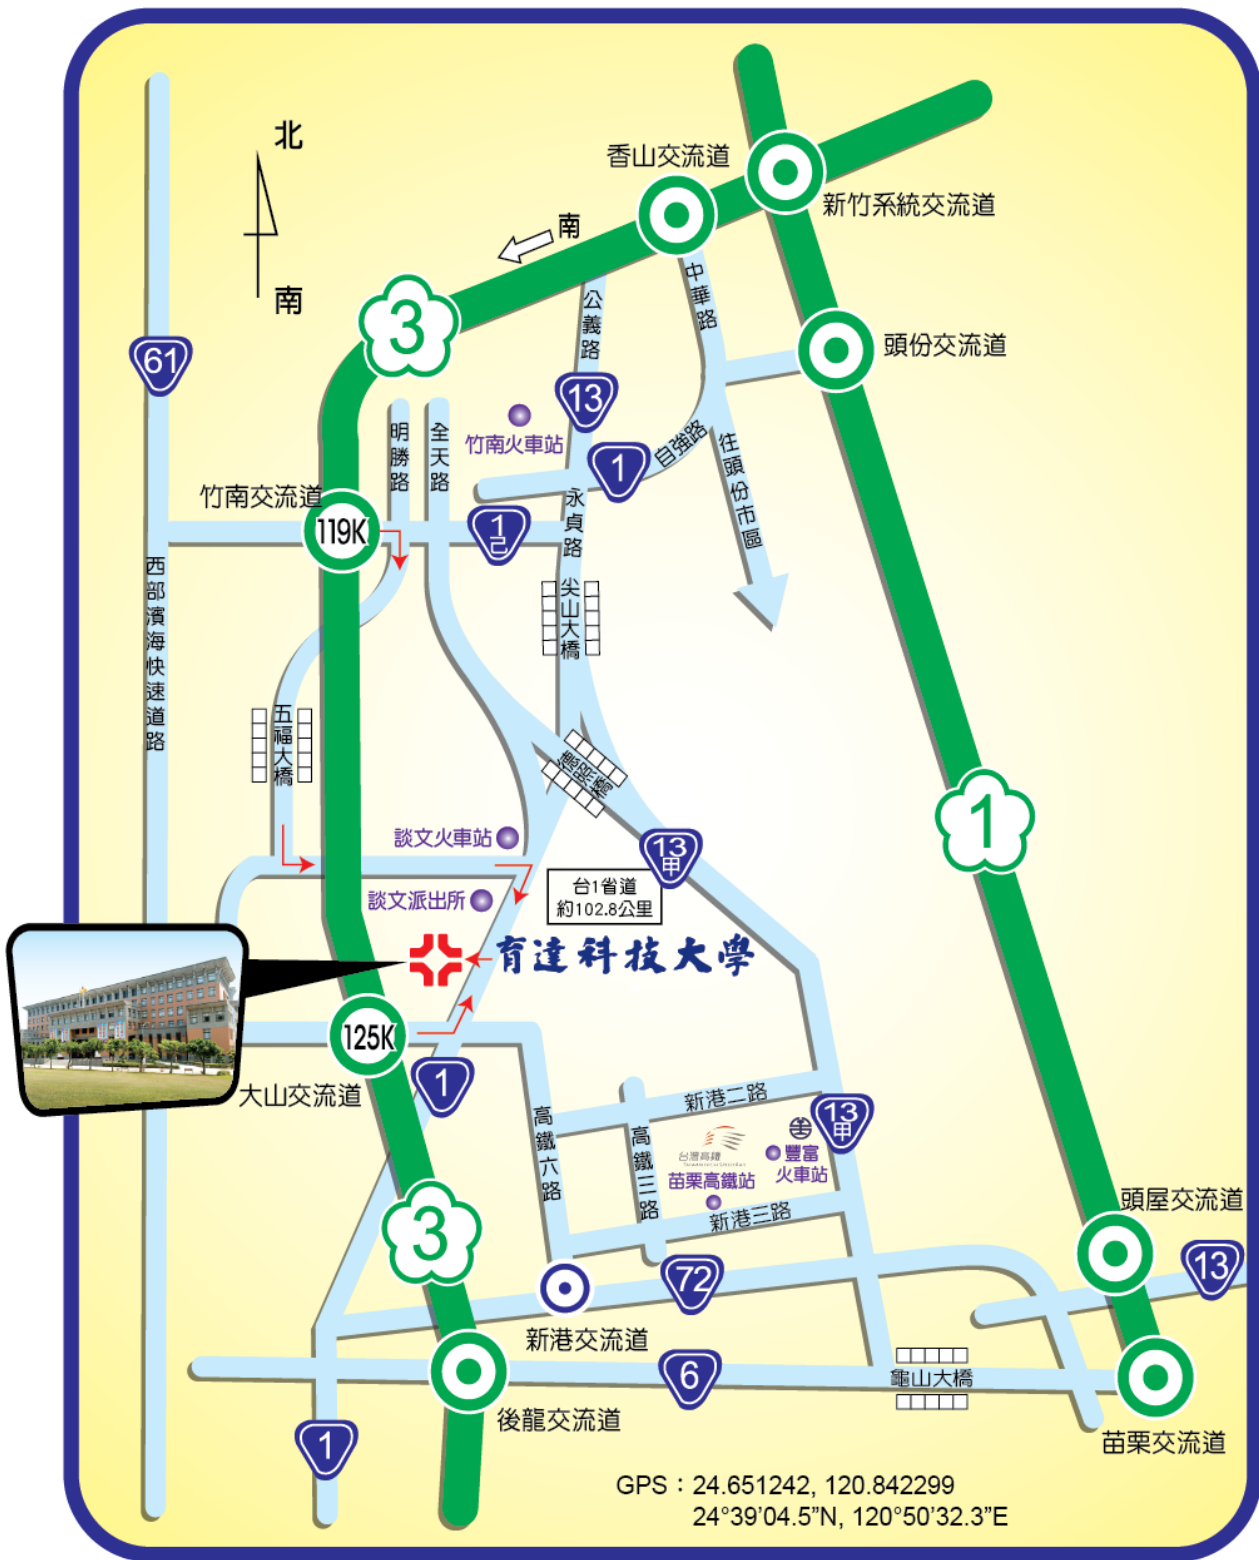 北
南
南
香山交流道
新竹系統交流道
中華路
公義路
3
頭份交流道
61
13
明勝路
全天路
竹南火車站
自強路
往頭份市區
1
竹南交流道
119K
1己
永貞路
西部濱海快速道路
尖山大橋
五福大橋
德照橋
1
談文火車站
13甲
談文派出所
台1省道
約102.8公里
育達科技大學
125K
大山交流道
1
高鐵六路
新港二路
13甲
高鐵三路
台灣高鐵
苗栗高鐵站
豐富
火車站
新港三路
3
頭屋交流道
13
72
新港交流道
6
龜山大橋
後龍交流道
1
苗栗交流道
GPS：24.651242, 120.842299
24°39’04.5”N, 120°50’32.3”E